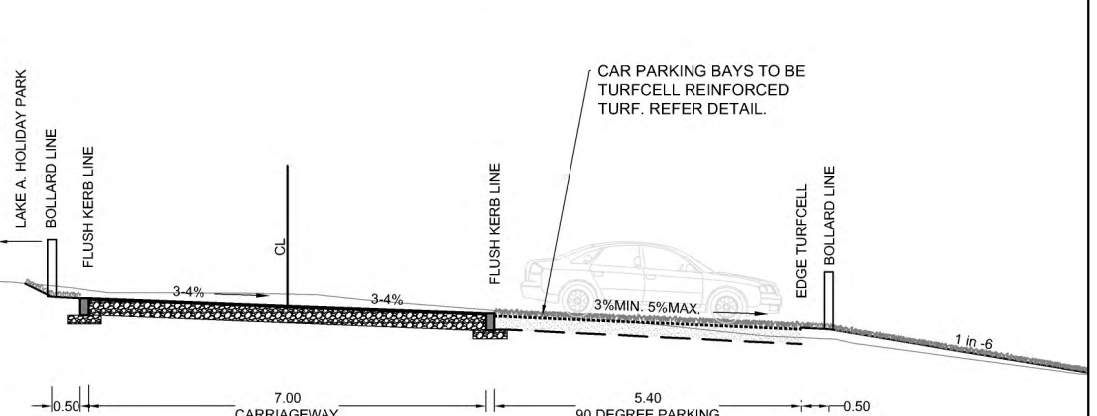 CAR PARKING BAYS TO BE
TURFCELL REINFORCED
TURF. REFER DETAIL.
LAKE A. HOLIDAY PARK
BOLLARD LINE
FLUSH KERB LINE
CL
FLUSH KERB LINE
EDGE TURFCELL
BOLLARD LINE
3-4%
3-4%
3%MIN. 5%MAX.
1 in -6
0.50
7.00
5.40
0.50
CARRIAGEWAY
90 DEGREE PARKING